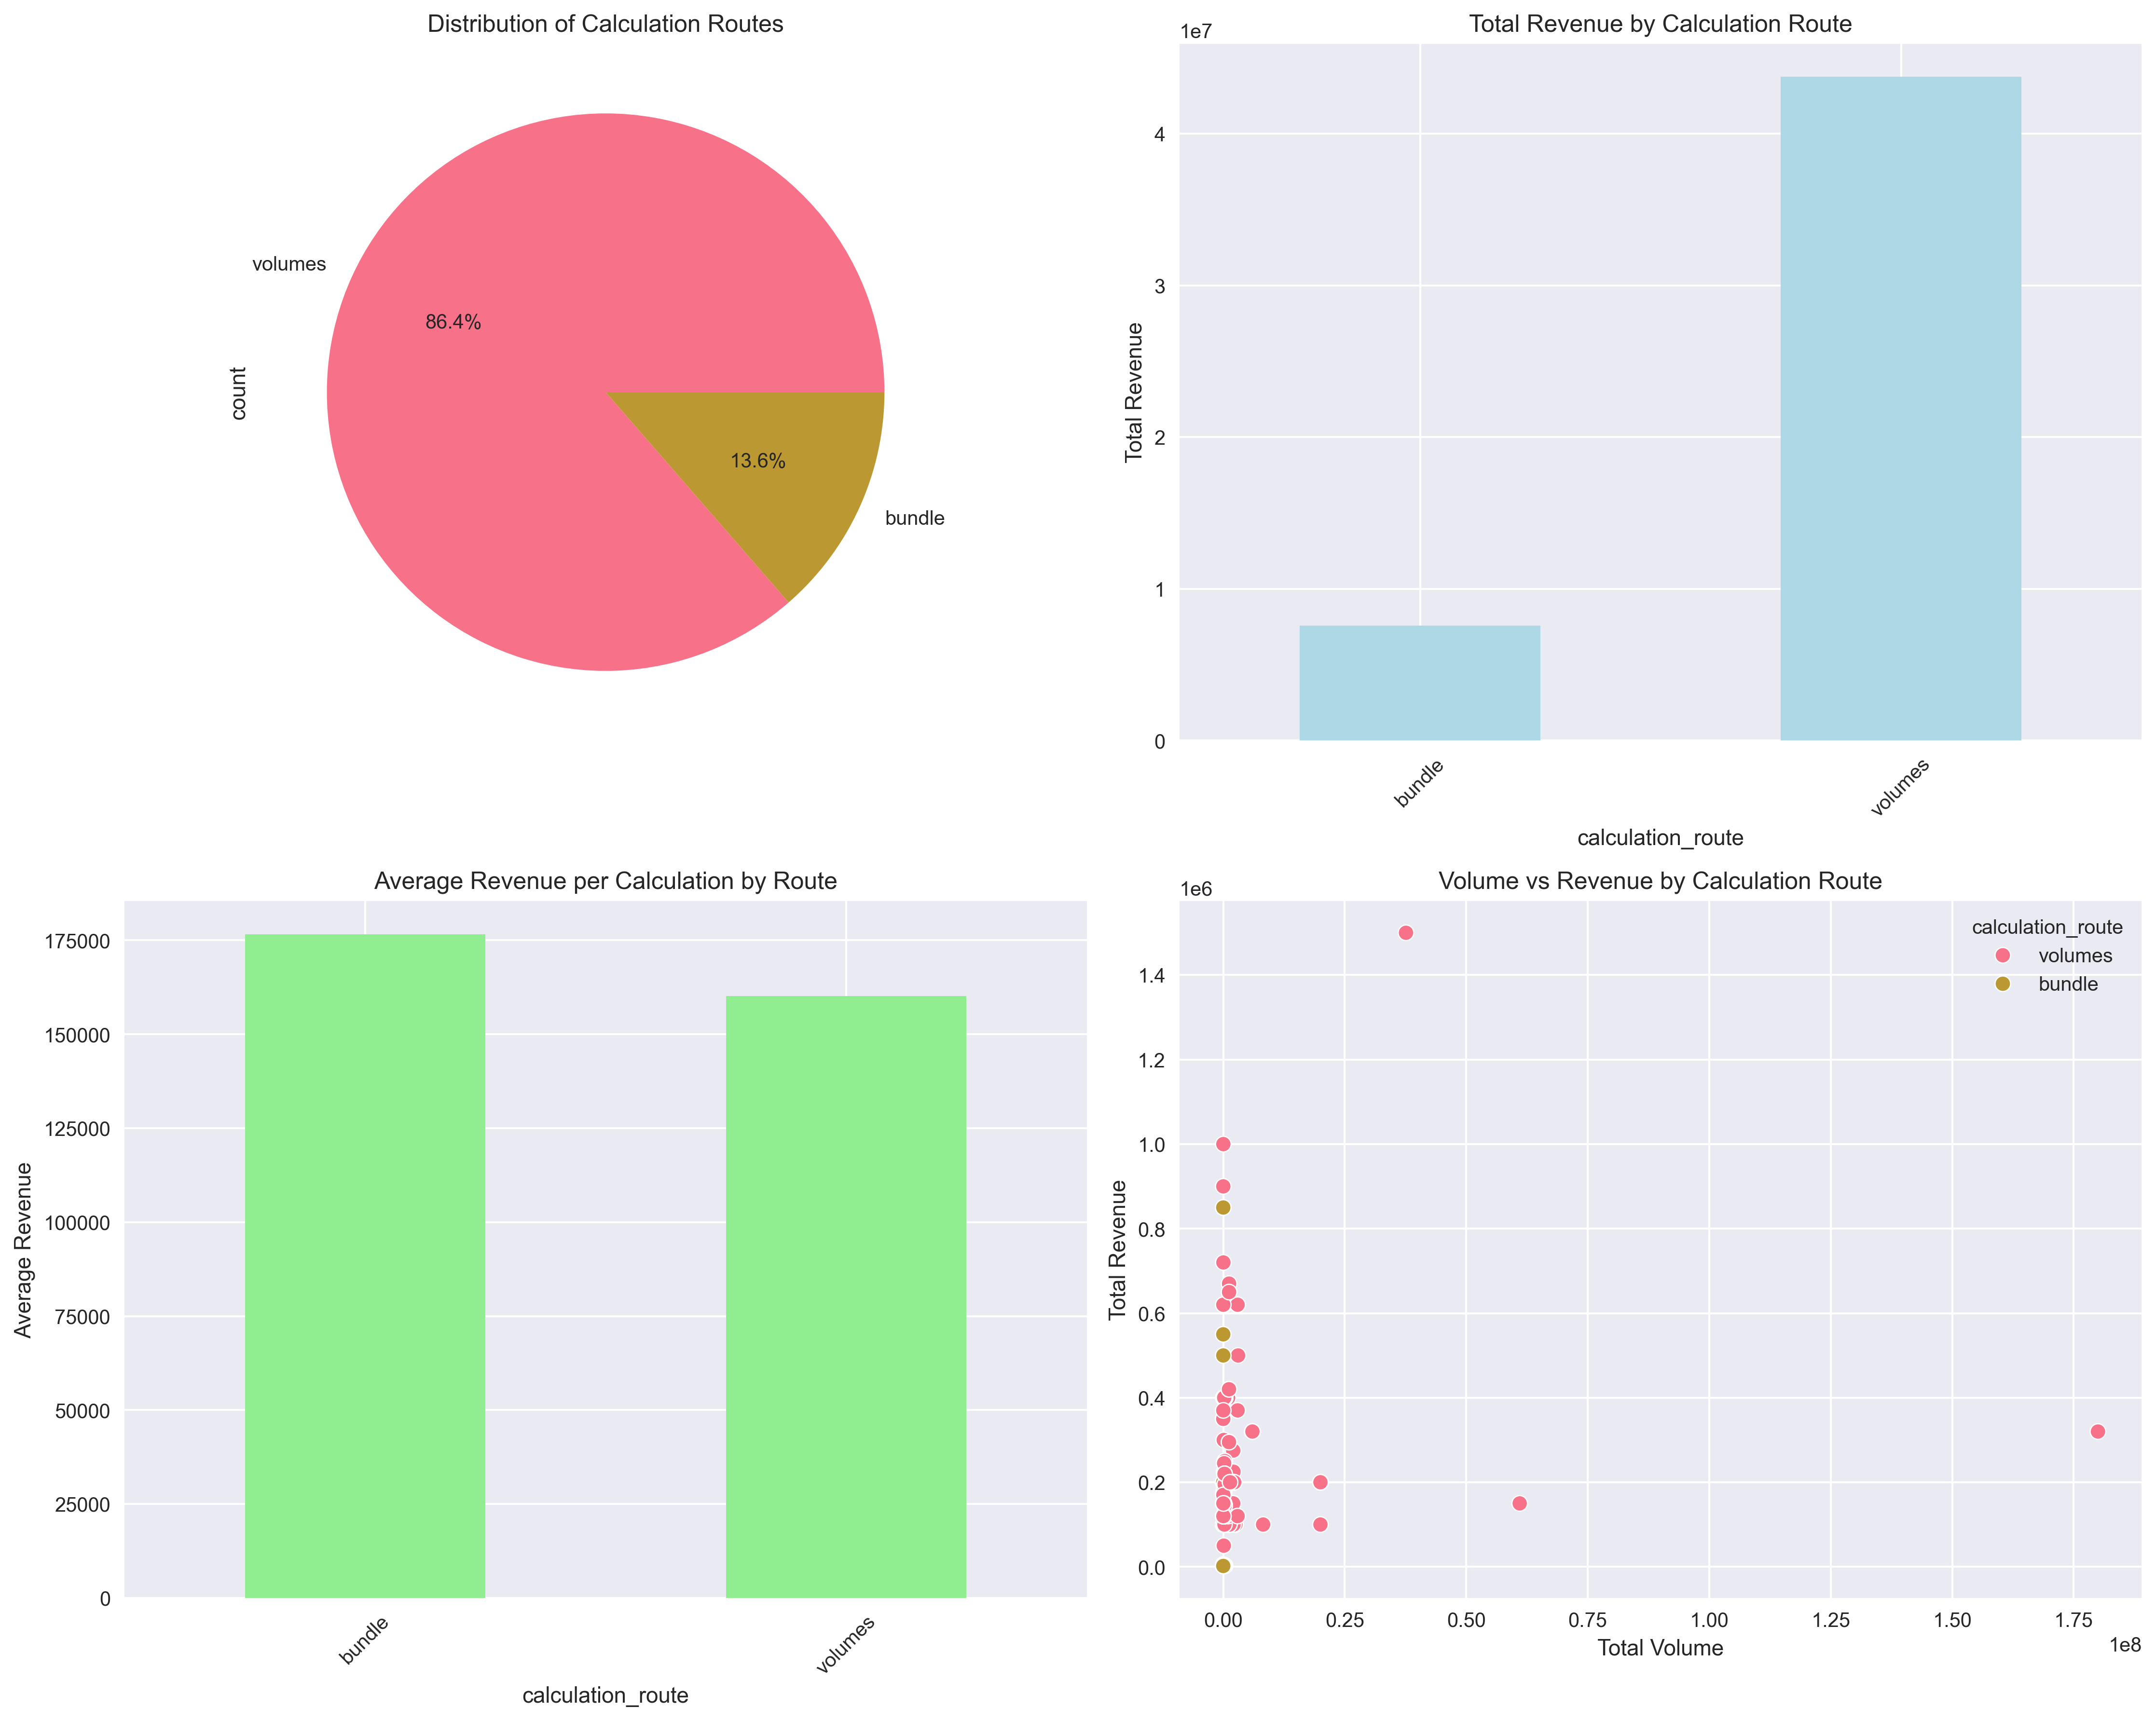 Distribution of Calculation Routes
volumes
86.4%
13.6%
bundle
count
Total Revenue by Calculation Route
1e7
4
3
2
1
0
Total Revenue
bundle
volumes
calculation_route
Average Revenue per Calculation by Route
175000
150000
125000
100000
75000
50000
25000
0
Average Revenue
bundle
volumes
calculation_route
Volume vs Revenue by Calculation Route
1e6
calculation_route
volumes
bundle
1.4
1.2
1.0
0.8
0.6
0.4
0.2
0.0
Total Revenue
0.00 0.25 0.50 0.75 1.00 1.25 1.50 1.75
1e8
Total Volume